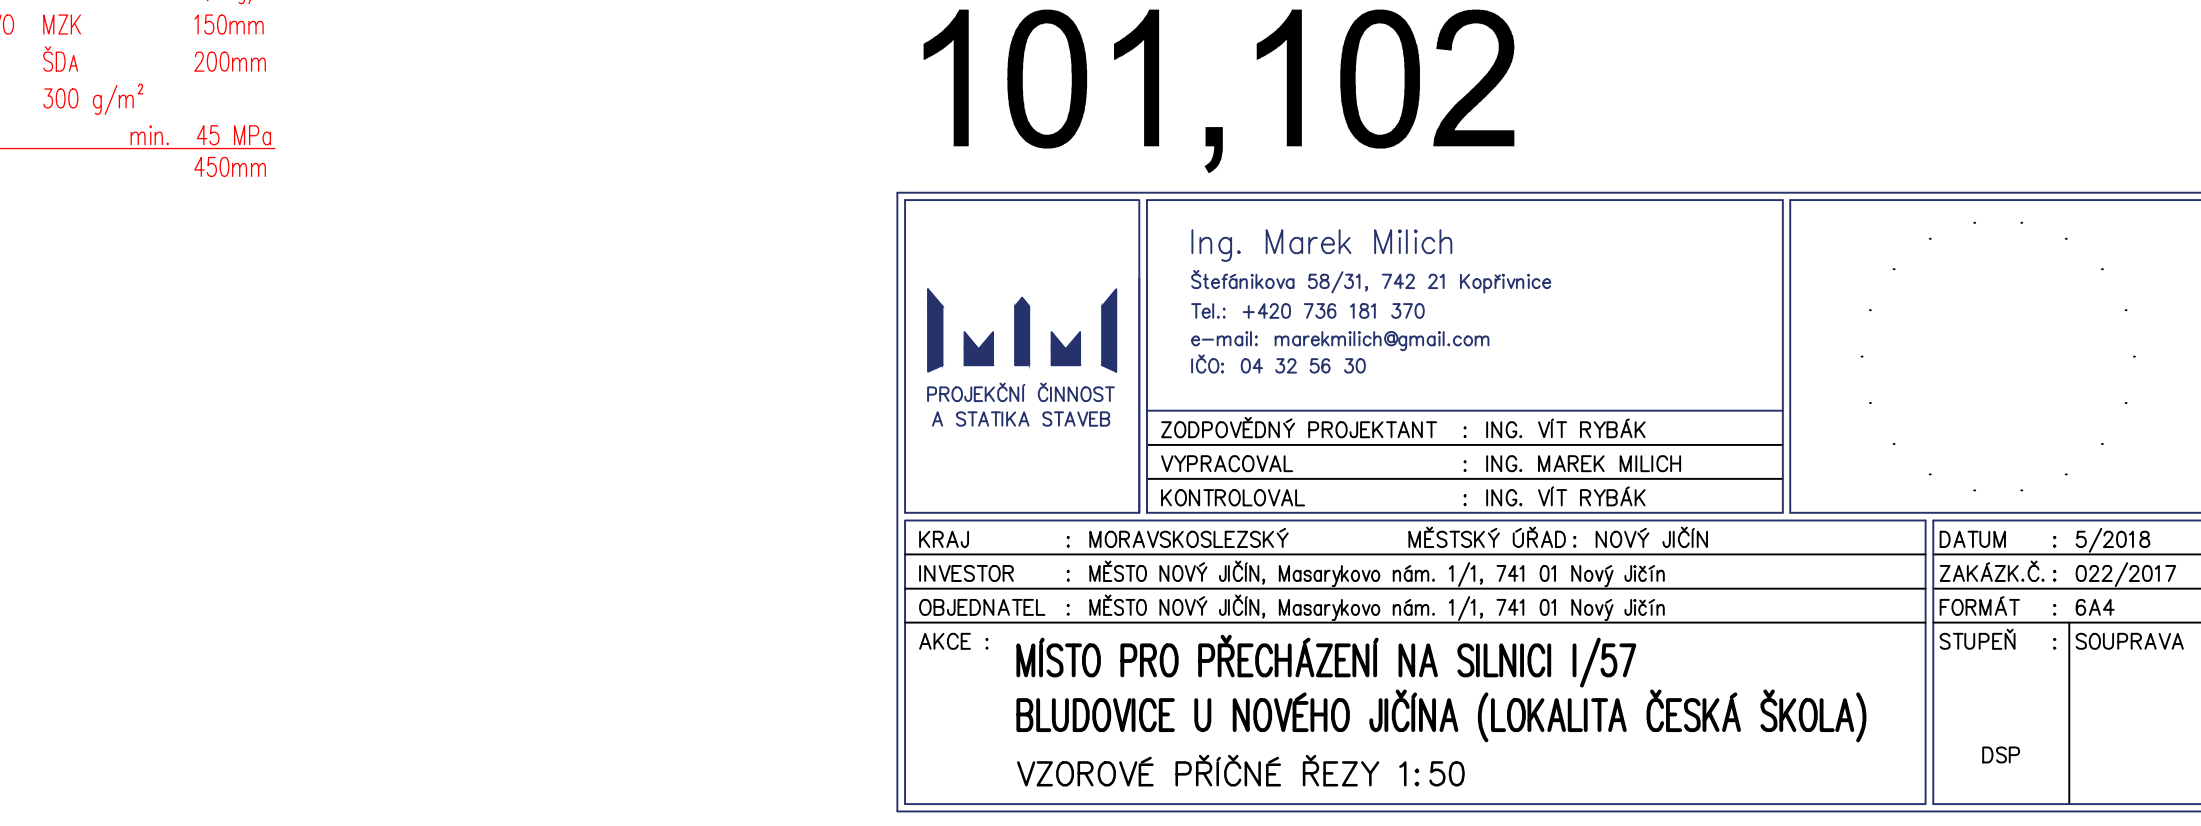 MZK 150mm
ŠDA 200mm
300 g/m²
min. 45 MPa
450mm
101,102
PROJEKČNÍ ČINNOST
A STATIKA STAVEB
Ing. Marek Milich
Štefánikova 58/31, 742 21 Kopřivnice
Tel.: +420 736 181 370
e-mail: marekmilich@gmail.com
IČO: 04 32 56 30
ZODPOVĚDNÝ PROJEKTANT : ING. VÍT RYBÁK
VYPRACOVAL : ING. MAREK MILICH
KONTROLOVAL : ING. VÍT RYBÁK
KRAJ : MORAVSKOSLEZSKÝ MĚSTSKÝ ÚŘAD: NOVÝ JIČÍN
INVESTOR : MĚSTO NOVÝ JIČÍN, Masarykovo nám. 1/1, 741 01 Nový Jičín
OBJEDNATEL : MĚSTO NOVÝ JIČÍN, Masarykovo nám. 1/1, 741 01 Nový Jičín
AKCE :
MÍSTO PRO PŘECHÁZENÍ NA SILNICI I/57
BLUDOVICE U NOVÉHO JIČÍNA (LOKALITA ČESKÁ ŠKOLA)
VZOROVÉ PŘÍČNÉ ŘEZY 1:50
DATUM : 5/2018
ZAKÁZK.Č.: 022/2017
FORMÁT : 6A4
STUPEŇ : SOUPRAVA
DSP